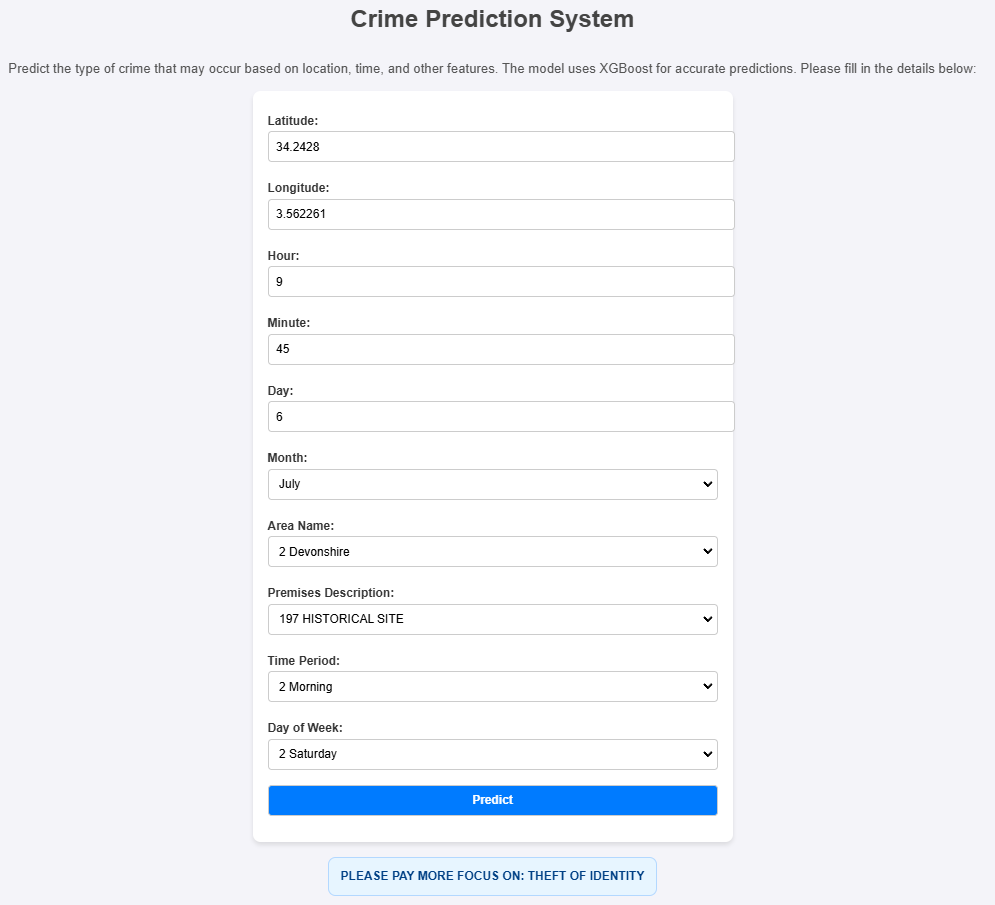 Crime Prediction System
Predict the type of crime that may occur based on location, time, and other features. The model uses XGBoost for accurate predictions. Please fill in the details below:
Latitude:
34.2428
Longitude:
3.562261
Hour:
9
Minute:
45
Day:
6
Month:
July
Area Name:
2 Devonshire
Premises Description:
197 HISTORICAL SITE
Time Period:
2 Morning
Day of Week:
2 Saturday
Predict
PLEASE PAY MORE FOCUS ON: THEFT OF IDENTITY